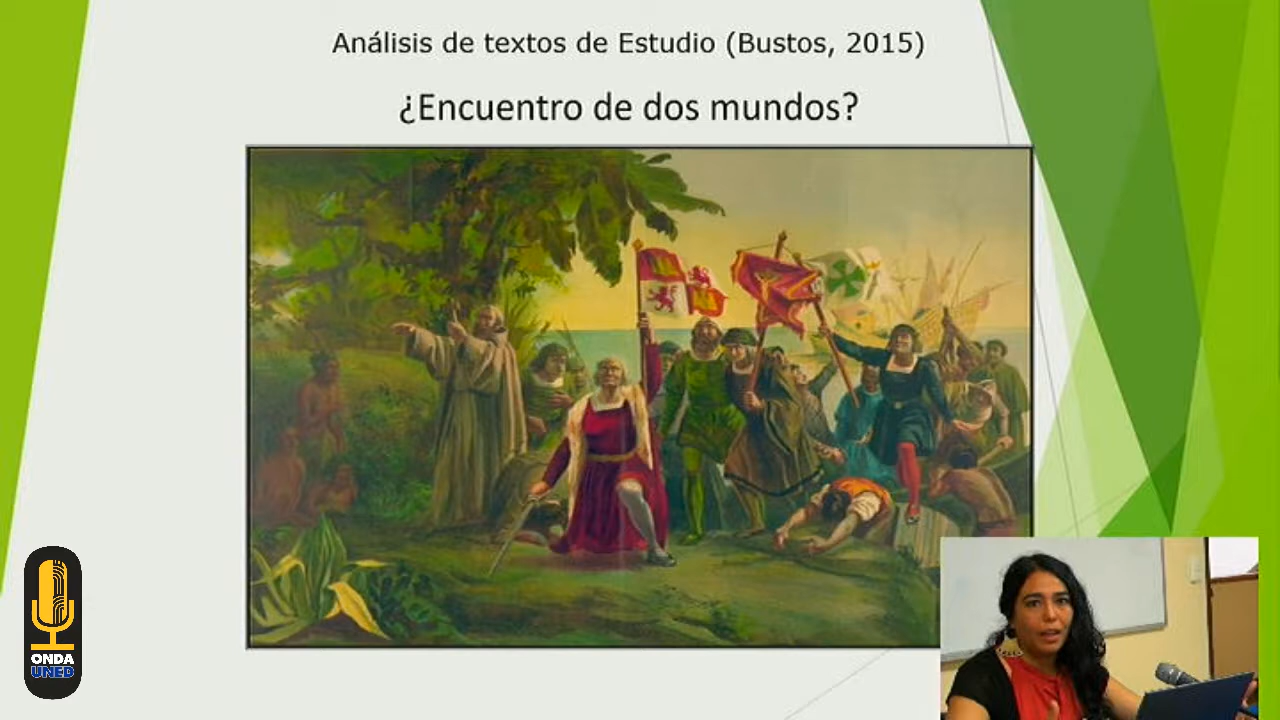 Análisis de textos de Estudio (Bustos, 2015)
¿Encuentro de dos mundos?
ONDA
UNED